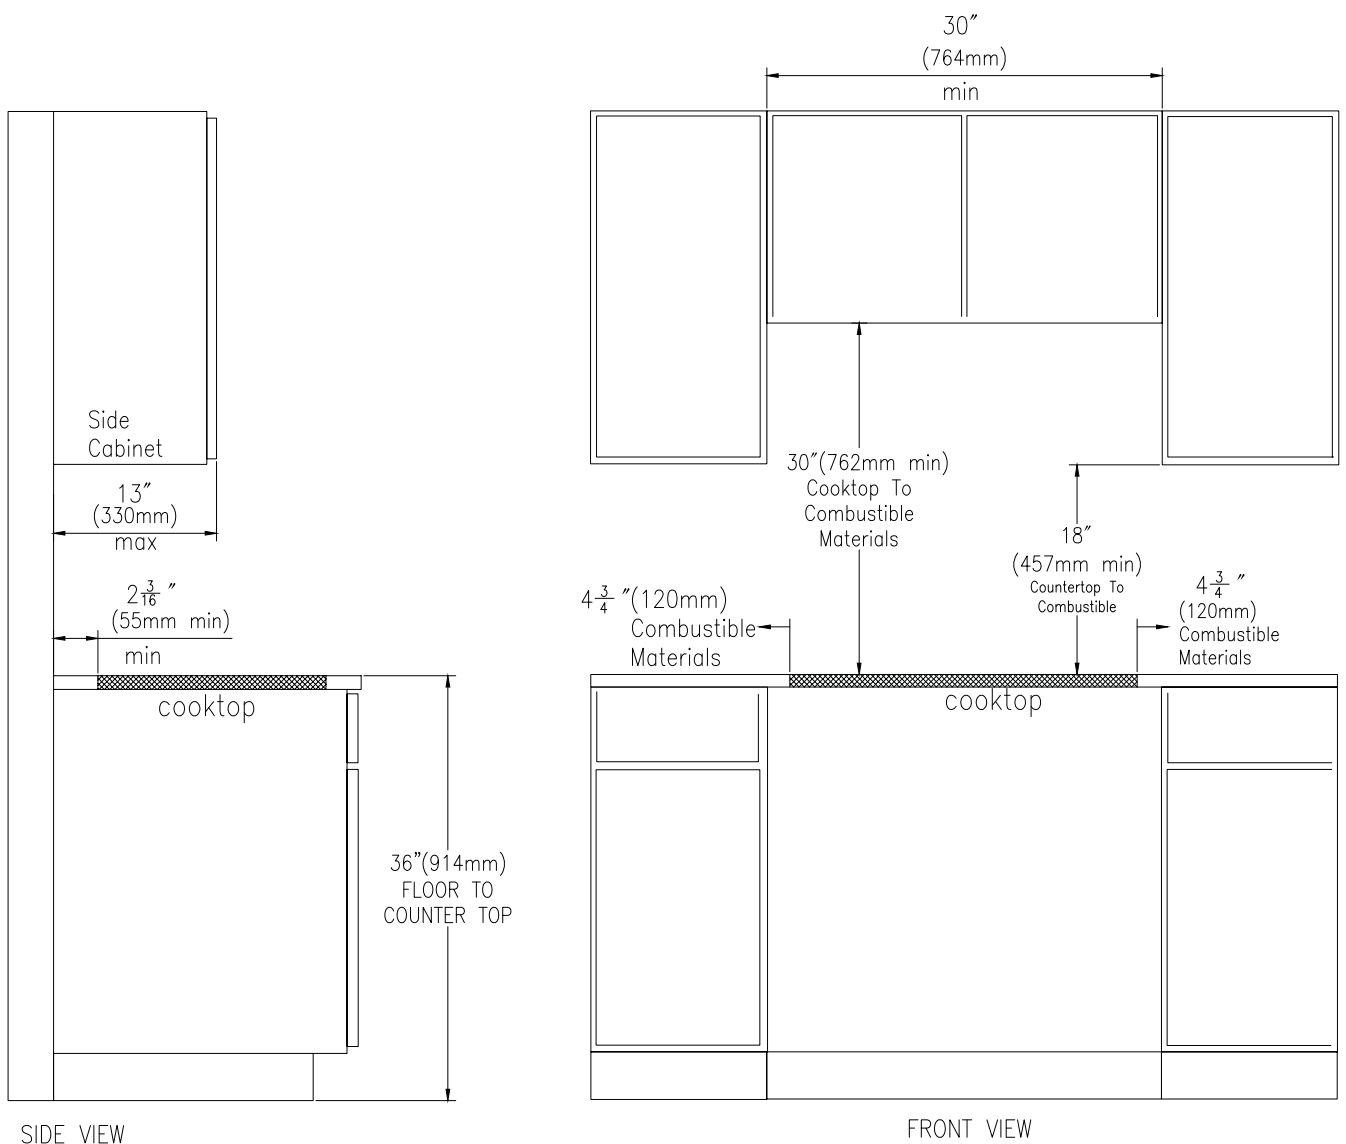 30″
(764mm)
min
Side
Cabinet
13″
(330mm)
max
2 3/16 ″
(55mm min)
min
cooktop
36”(914mm)
FLOOR TO
COUNTER TOP
SIDE VIEW
30″(762mm min)
Cooktop To
Combustible
Materials
18″
(457mm min)
Countertop To
Combustible
4 3/4 ″(120mm)
Combustible
Materials
4 3/4 ″
(120mm)
Combustible
Materials
cooktop
FRONT VIEW